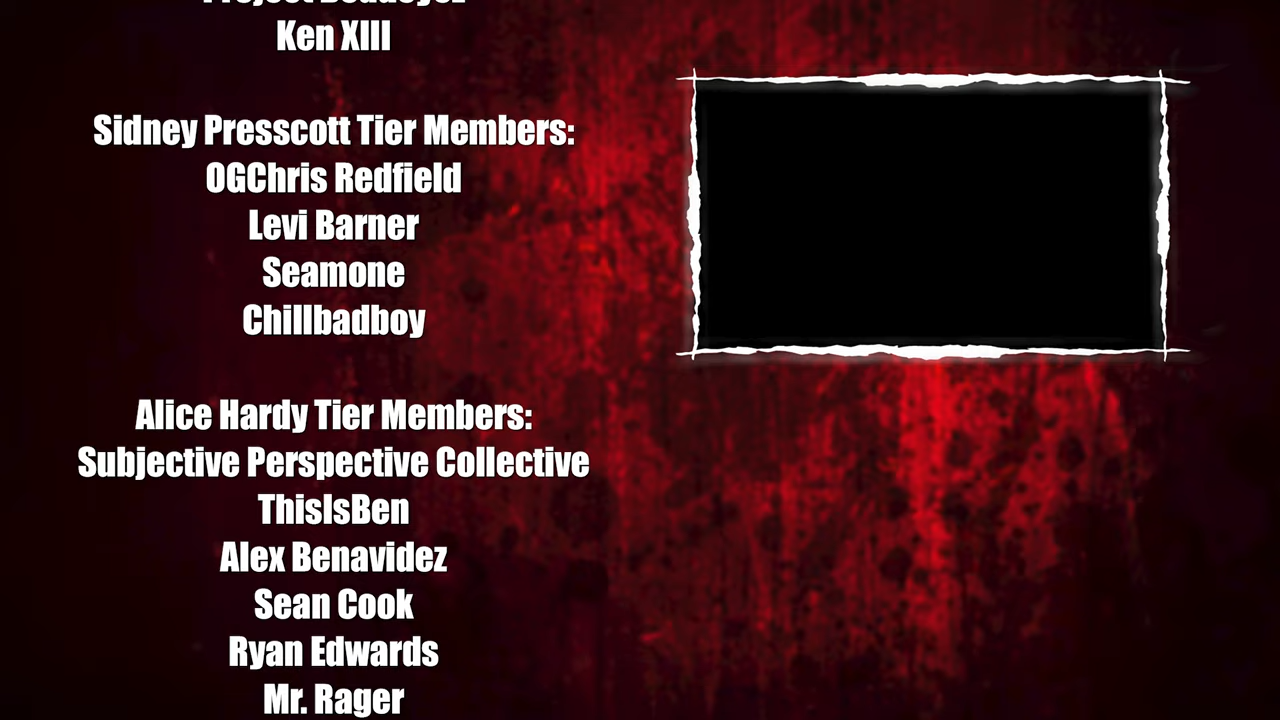 Ken XIII
Sidney Presscott Tier Members:
OGChris Redfield
Levi Barner
Seamone
Chillbadboy
Alice Hardy Tier Members:
Subjective Perspective Collective
ThisIsBen
Alex Benavidez
Sean Cook
Ryan Edwards
Mr. Rager